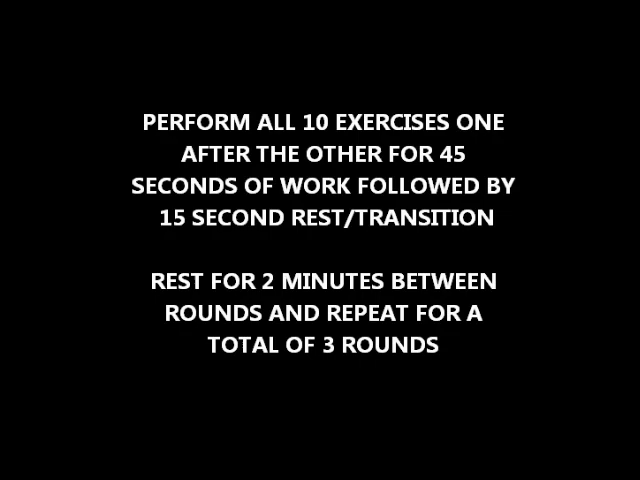 PERFORM ALL 10 EXERCISES ONE
AFTER THE OTHER FOR 45
SECONDS OF WORK FOLLOWED BY
15 SECOND REST/TRANSITION
REST FOR 2 MINUTES BETWEEN
ROUNDS AND REPEAT FOR A
TOTAL OF 3 ROUNDS